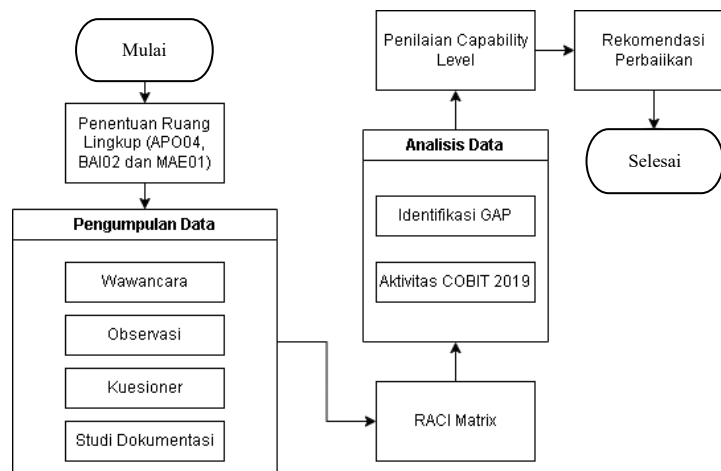 Mulai
Penentuan Ruang
Lingkup (APO04,
BAI02 dan MAE01)
Pengumpulan Data
Wawancara
Observasi
Kuesioner
Studi Dokumentasi
RACI Matrix
Analisis Data
Identifikasi GAP
Aktivitas COBIT 2019
Penilaian Capability
Level
Rekomendasi
Perbaiikan
Selesai